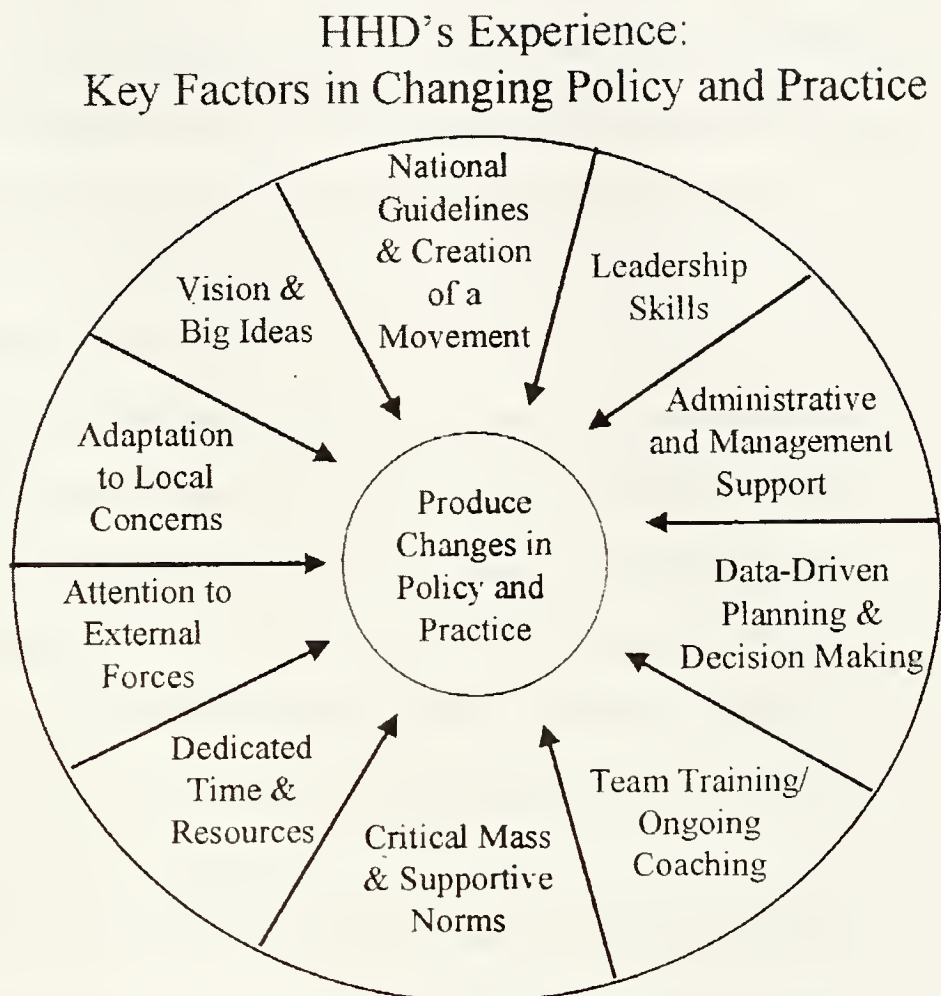 HHD's Experience:
Key Factors in Changing Policy and Practice
National
Guidelines
& Creation
of a
Movement
Leadership
Skills
Administrative
and Management
Support
Data-Driven
Planning &
Decision Making
Team Training/
Ongoing
Coaching
Critical Mass
& Supportive
Norms
Dedicated
Time &
Resources
Attention to
External
Forces
Adaptation
to Local
Concerns
Vision &
Big Ideas
Produce
Changes in
Policy and
Practice